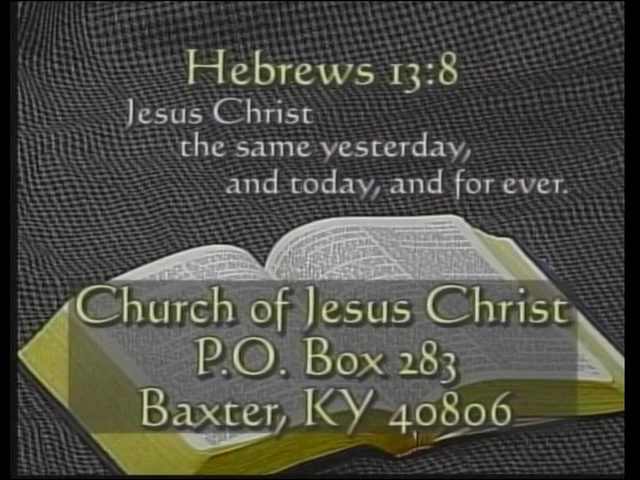 Hebrews 13:8
Jesus Christ
the same yesterday,
and today, and for ever.
Church of Jesus Christ
P.O. Box 283
Baxter, KY 40806